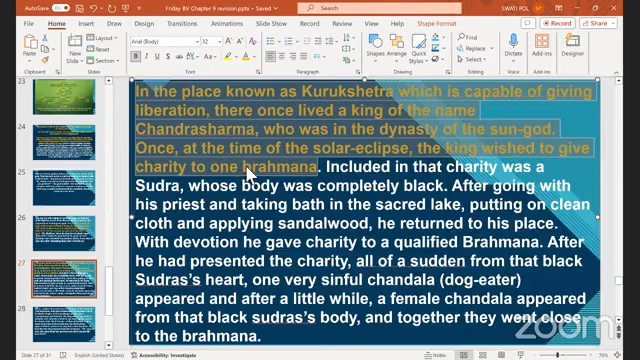 AutoSave On
Friday BV Chapter 9 revision.pptx • Saved
Search
SWATI POL
File Home Insert Draw Design Transitions Animations Slide Show Record Review View Help Shape Format
Paste
New Slide
Reuse Slides
Layout
Reset
Section
Arial (Body) 32
Shapes Arrange Quick Styles
Find
Replace
Select
Dictate
Add-ins
Designer
Clipboard Slides Font Paragraph Drawing Editing Voice Add-ins
23
24
25
26
27
28
In the place known as Kurukshetra which is capable of giving
liberation, there once lived a king of the name
Chandrasharma, who was in the dynasty of the sun-god.
Once, at the time of the solar-eclipse, the king wished to give
charity to one brahmana. Included in that charity was a
Sudra, whose body was completely black. After going with
his priest and taking bath in the sacred lake, putting on clean
cloth and applying sandalwood, he returned to his place.
With devotion he gave charity to a qualified Brahmana. After
he had presented the charity, all of a sudden from that black
Sudras's heart, one very sinful chandala (dog-eater)
appeared and after a little while, a female chandala appeared
from that black sudras's body, and together they went close
to the brahmana.
zoom
Slide 27 of 31 English (United States) Accessibility: Investigate Notes 78%